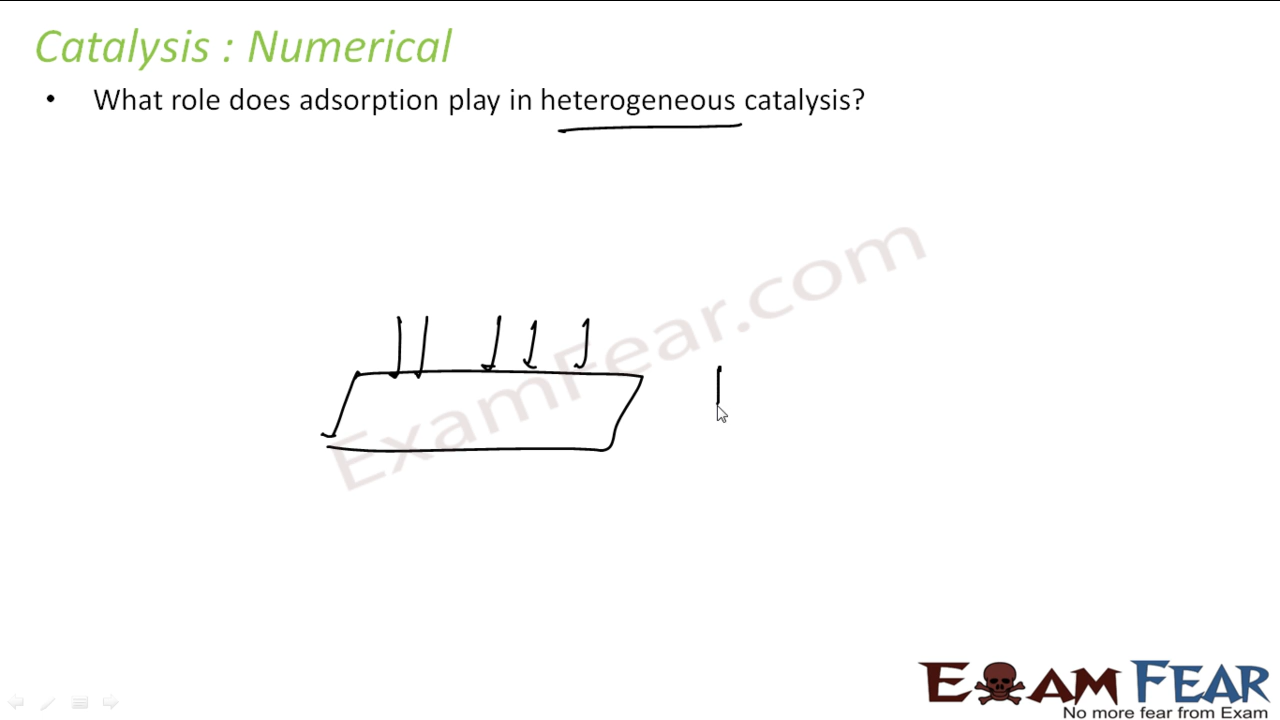 Catalysis : Numerical
• What role does adsorption play in heterogeneous catalysis?
ExamFear.com
EXAM FEAR
No more fear from Exam